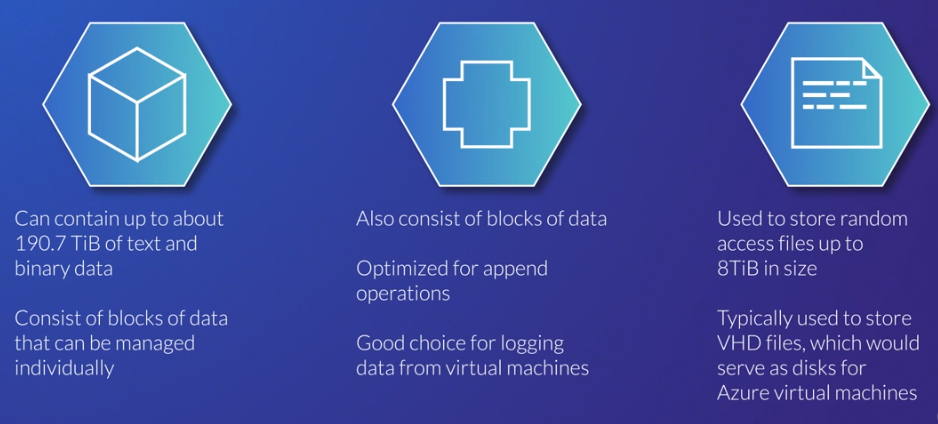 Can contain up to about
190.7 TiB of text and
binary data
Consist of blocks of data
that can be managed
individually
Also consist of blocks of data
Optimized for append
operations
Good choice for logging
data from virtual machines
Used to store random
access files up to
8TiB in size
Typically used to store
VHD files, which would
serve as disks for
Azure virtual machines